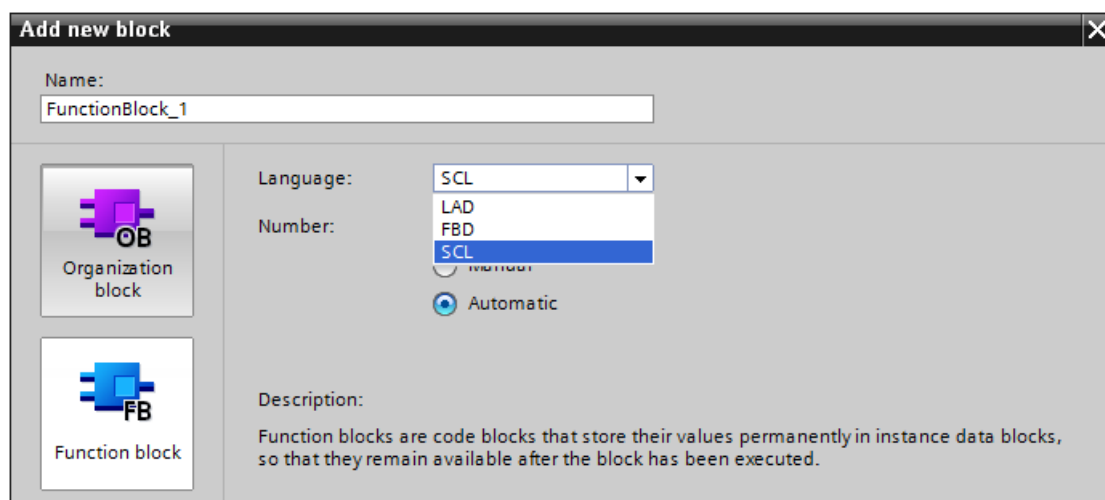 Add new block
Name:
FunctionBlock_1
OB
Organization
block
FB
Function block
Language:
SCL
LAD
FBD
SCL
Number:
Manual
Automatic
Description:
Function blocks are code blocks that store their values permanently in instance data blocks,
so that they remain available after the block has been executed.